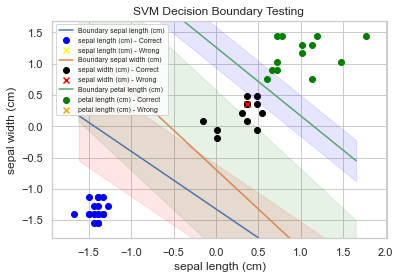 SVM Decision Boundary Testing
Boundary sepal length (cm)
sepal length (cm) - Correct
sepal length (cm) - Wrong
Boundary sepal width (cm)
sepal width (cm) - Correct
sepal width (cm) - Wrong
Boundary petal length (cm)
petal length (cm) - Correct
petal length (cm) - Wrong
sepal width (cm)
1.5
1.0
0.5
0.0
−0.5
−1.0
−1.5
−1.5 −1.0 −0.5 0.0 0.5 1.0 1.5 2.0
sepal length (cm)